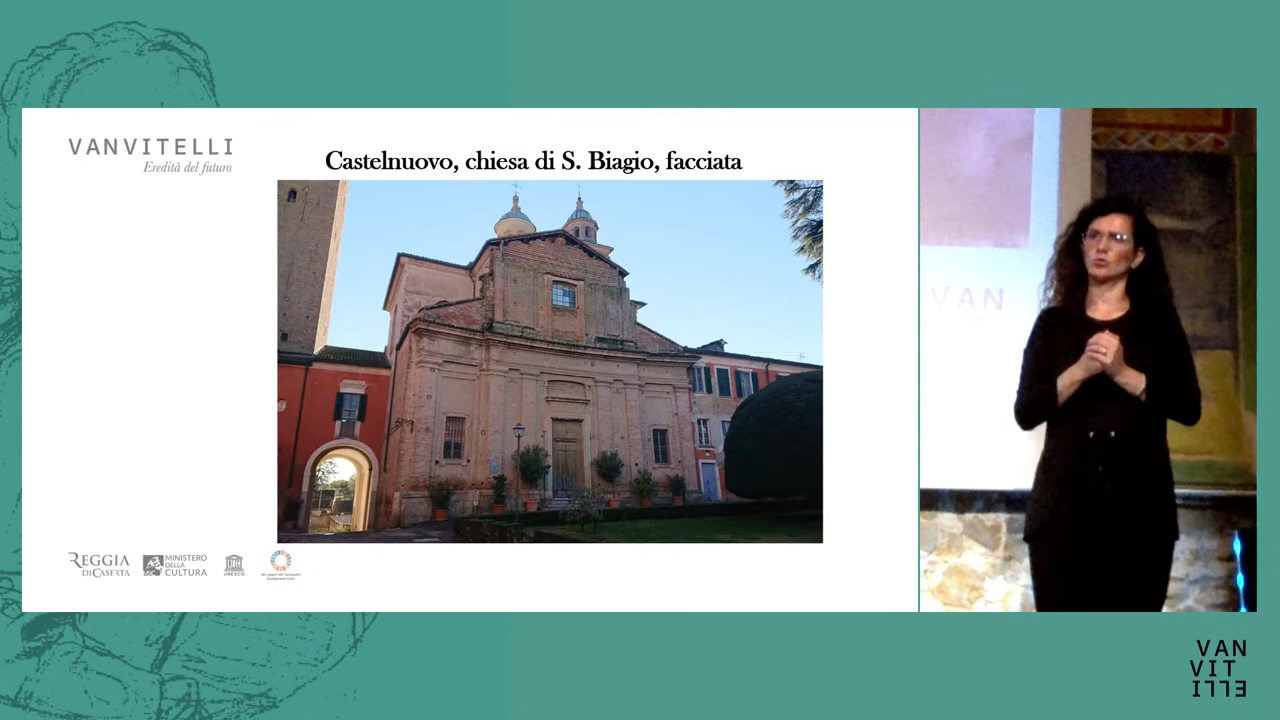 VANVITELLI
Eredità del futuro
Castelnuovo, chiesa di S. Biagio, facciata
REGGIA
DI CASERTA
MINISTERO
DELLA
CULTURA
UNESCO
VAN
VAN
VIT
ELLI